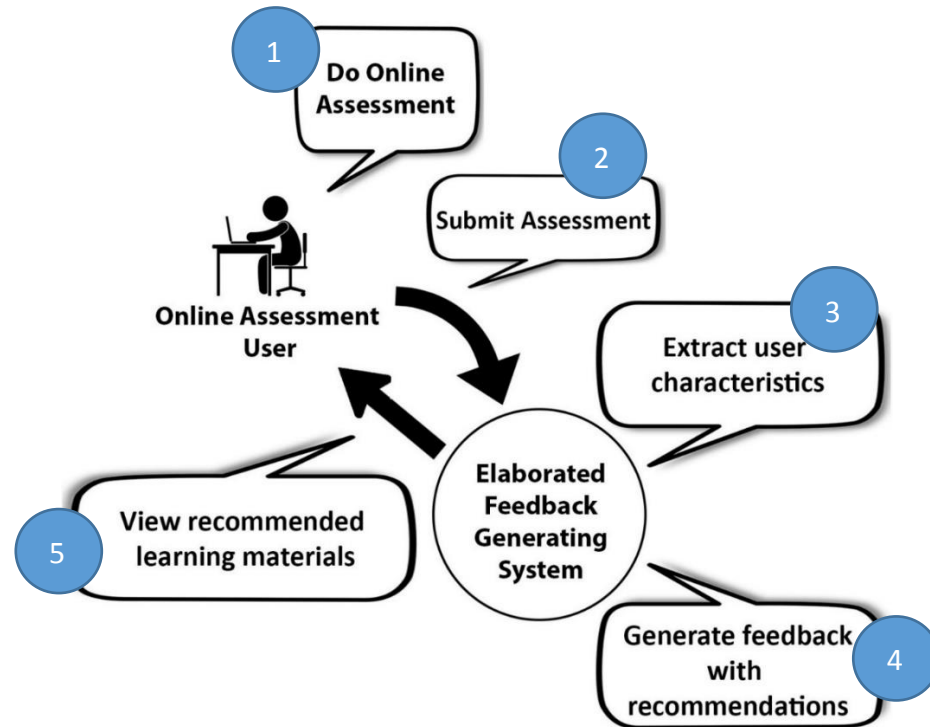 1
Do Online
Assessment
2
Submit Assessment
Online Assessment
User
3
Extract user
characteristics
Elaborated
Feedback
Generating
System
4
Generate feedback
with
recommendations
5
View recommended
learning materials